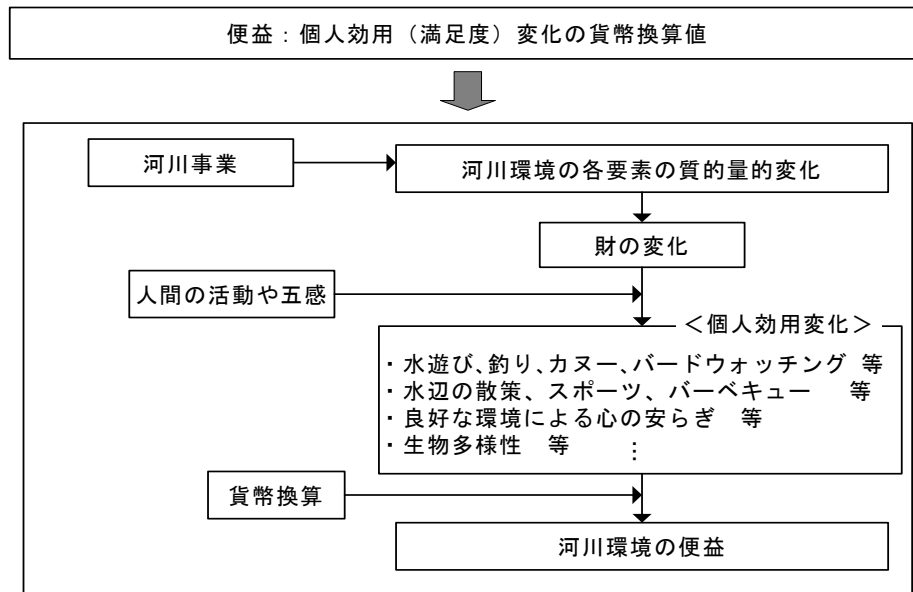 便益：個人効用（満足度）変化の貨幣換算値
河川事業
河川環境の各要素の質的量的変化
財の変化
人間の活動や五感
＜個人効用変化＞
・水遊び、釣り、カヌー、バードウォッチング 等
・水辺の散策、スポーツ、バーベキュー　等
・良好な環境による心の安らぎ　等
・生物多様性　等　　⋮
貨幣換算
河川環境の便益